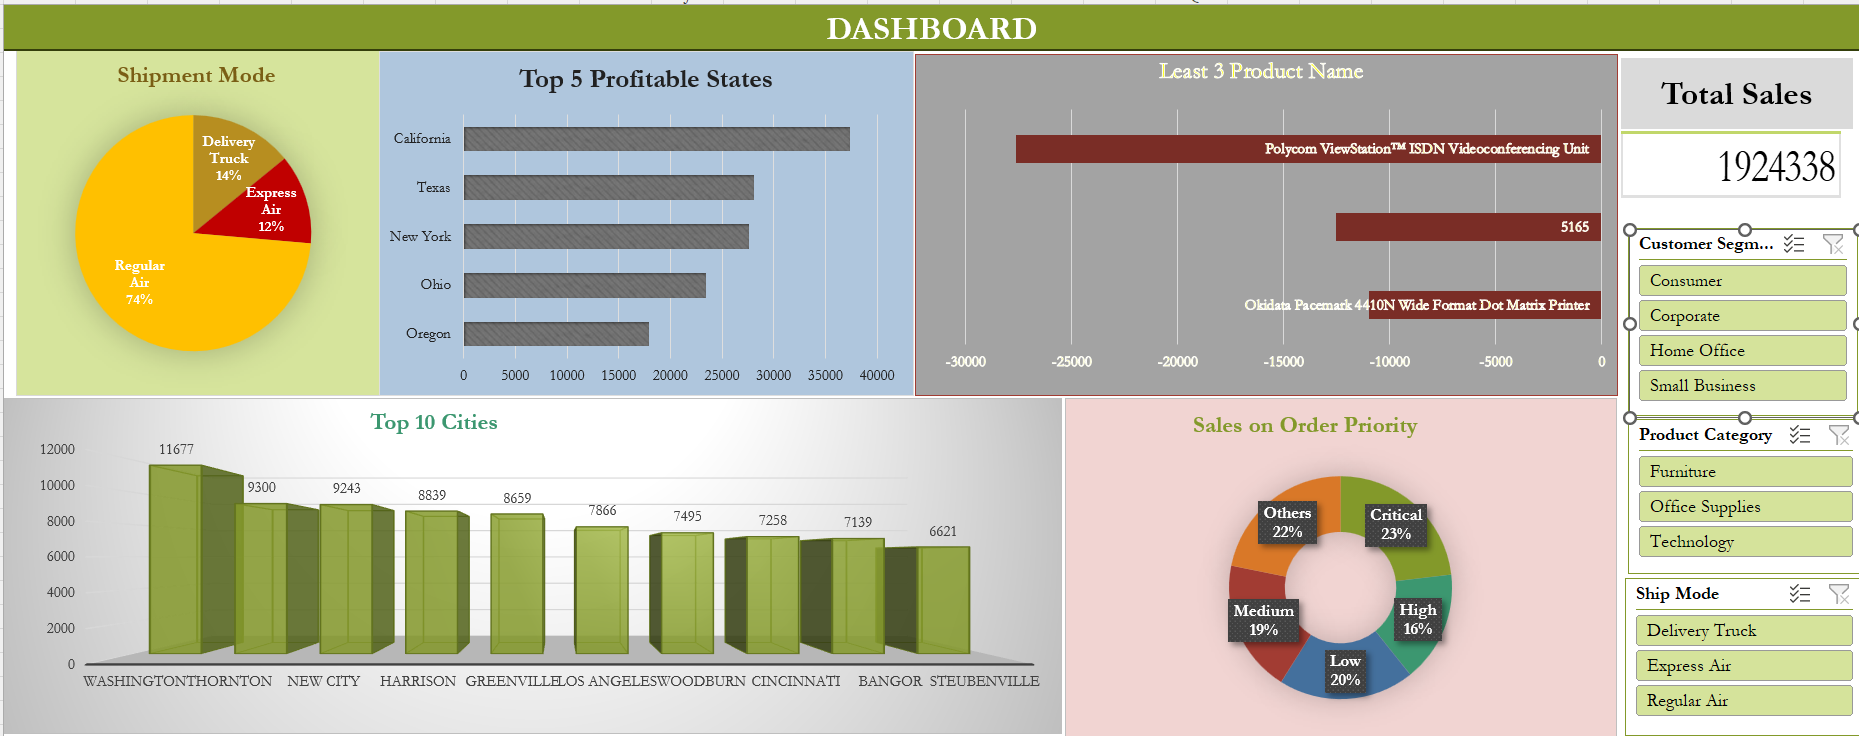 DASHBOARD
Shipment Mode
Delivery
Truck
14%
Express
Air
12%
Regular
Air
74%
Top 5 Profitable States
California
Texas
New York
Ohio
Oregon
0 5000 10000 15000 20000 25000 30000 35000 40000
Least 3 Product Name
Polycom ViewStation™ ISDN Videoconferencing Unit
5165
Okidata Pacemark 4410N Wide Format Dot Matrix Printer
-30000 -25000 -20000 -15000 -10000 -5000 0
Total Sales
1924338
Customer Segm...
Consumer
Corporate
Home Office
Small Business
Product Category
Furniture
Office Supplies
Technology
Ship Mode
Delivery Truck
Express Air
Regular Air
Top 10 Cities
12000
10000
8000
6000
4000
2000
0
11677
9300
9243
8839
8659
7866
7495
7258
7139
6621
WASHINGTON THORNTON NEW CITY HARRISON GREENVILLE LOS ANGELES WOODBURN CINCINNATI BANGOR STEUBENVILLE
Sales on Order Priority
Others
22%
Critical
23%
Medium
19%
High
16%
Low
20%